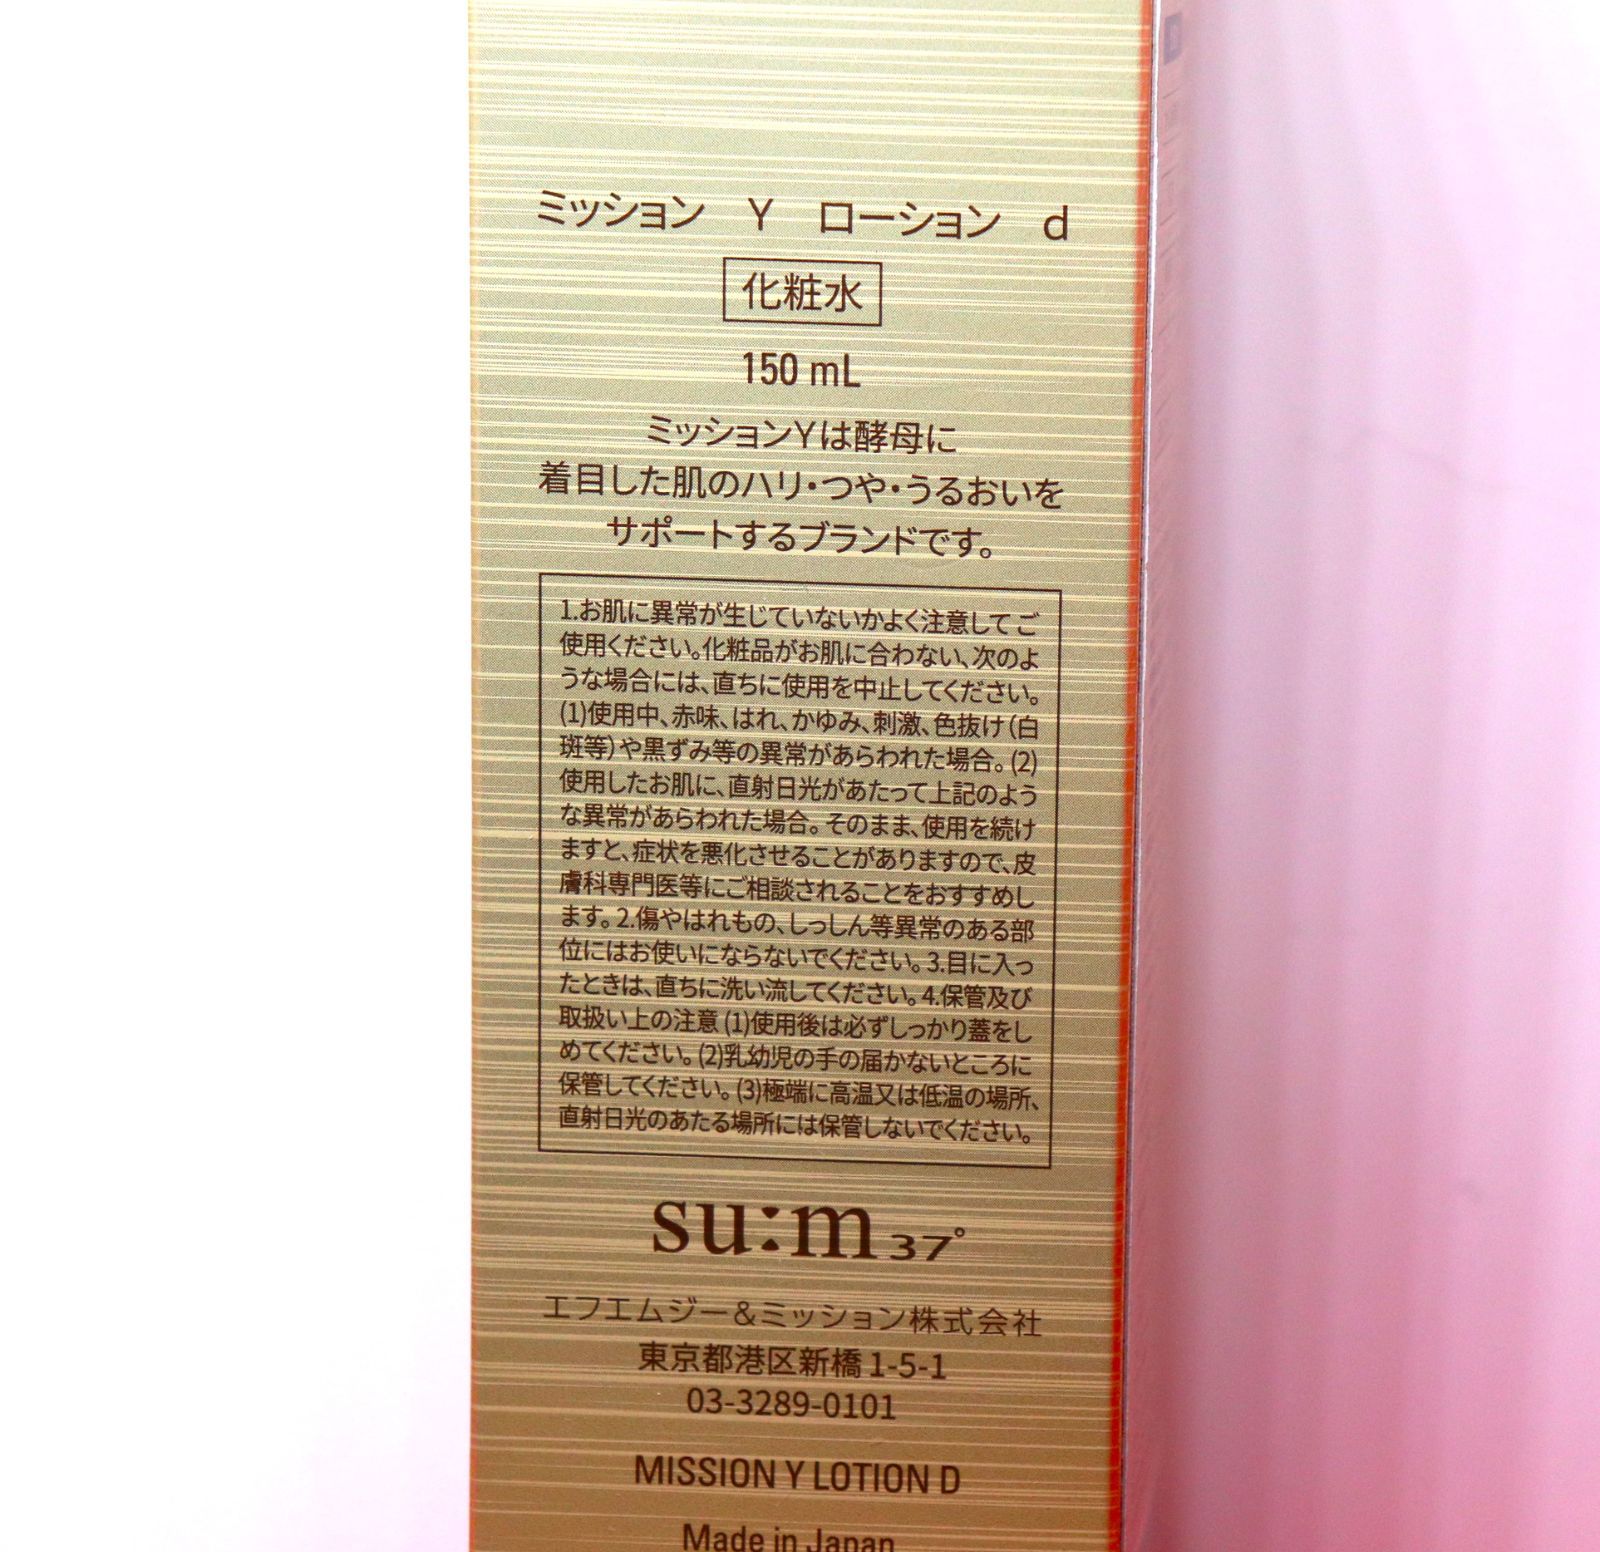 ミッション Y ローション d
化粧水
150 mL
ミッションYは酵母に
着目した肌のハリ・つや・うるおいを
サポートするブランドです。
1.お肌に異常が生じていないかよく注意してご
使用ください。化粧品がお肌に合わない、次のよ
うな場合には、直ちに使用を中止してください。
(1)使用中、赤味、はれ、かゆみ、刺激、色抜け(白
斑等)や黒ずみ等の異常があらわれた場合。(2)
使用したお肌に、直射日光があたって上記のよう
な異常があらわれた場合。そのまま、使用を続け
ますと、症状を悪化させることがありますので、皮
膚科専門医等にご相談されることをおすすめし
ます。2.傷やはれもの、しっしん等異常のある部
位にはお使いにならないでください。3.目に入っ
たときは、直ちに洗い流してください。4.保管及び
取扱い上の注意 (1)使用後は必ずしっかり蓋をし
めてください。(2)乳幼児の手の届かないところに
保管してください。(3)極端に高温又は低温の場所、
直射日光のあたる場所には保管しないでください。
su:m 37°
エフエムジー&ミッション株式会社
東京都港区新橋 1-5-1
03-3289-0101
MISSION Y LOTION D
Made in Japan